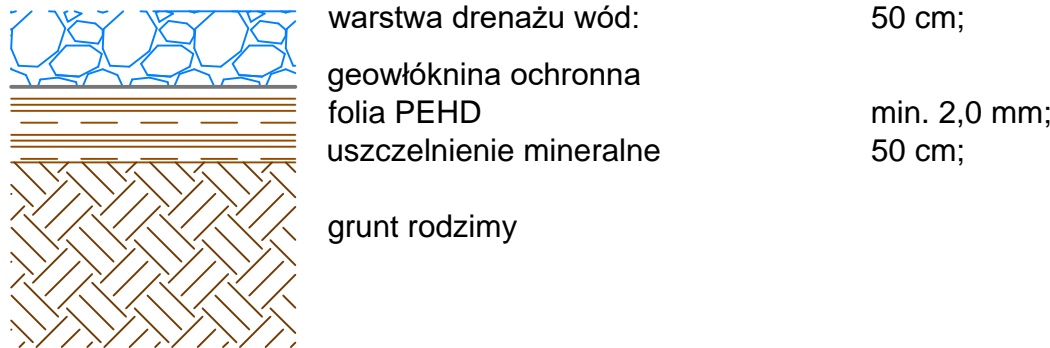 warstwa drenażu wód: 50 cm;
geowłóknina ochronna
folia PEHD min. 2,0 mm;
uszczelnienie mineralne 50 cm;
grunt rodzimy